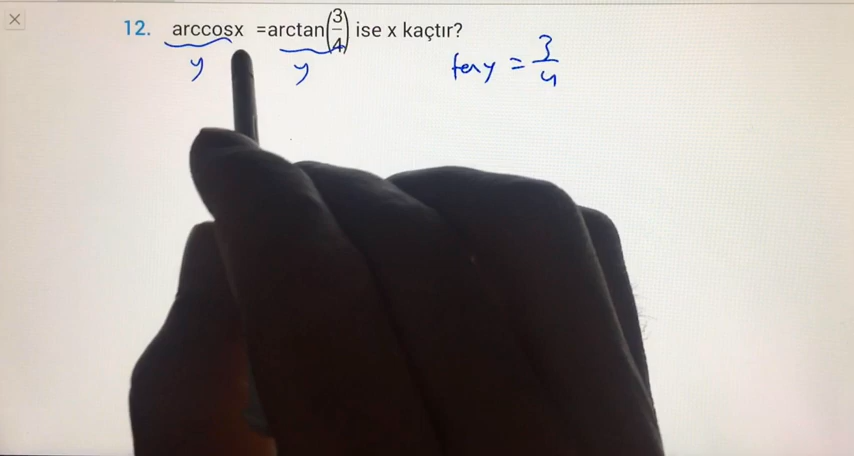 12. arccosx =arctan(3/4) ise x kaçtır?
y y tany = 3/4